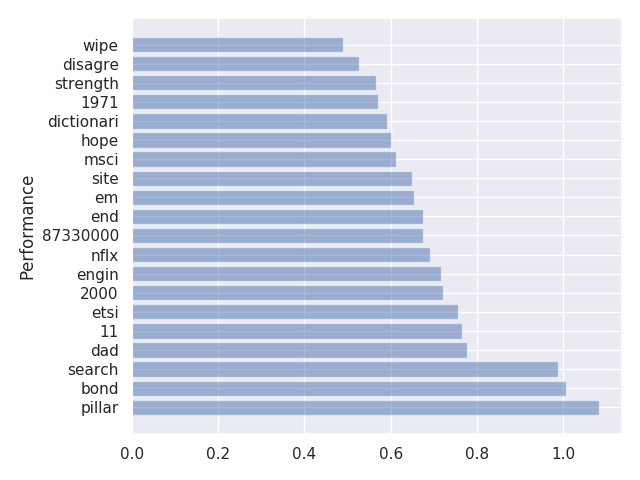 wipe
disagre
strength
1971
dictionari
hope
msci
site
em
end
87330000
nflx
engin
2000
etsi
11
dad
search
bond
pillar
Performance
0.0 0.2 0.4 0.6 0.8 1.0